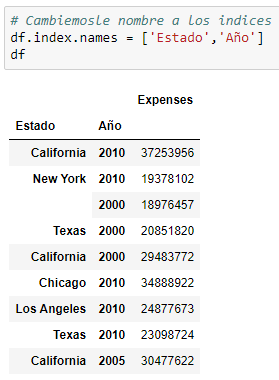 # Cambiemosle nombre a los indices
df.index.names = ['Estado','Año']
df
Expenses
Estado Año
California 2010 37253956
New York 2010 19378102
2000 18976457
Texas 2000 20851820
California 2000 29483772
Chicago 2010 34888922
Los Angeles 2010 24877673
Texas 2010 23098724
California 2005 30477622